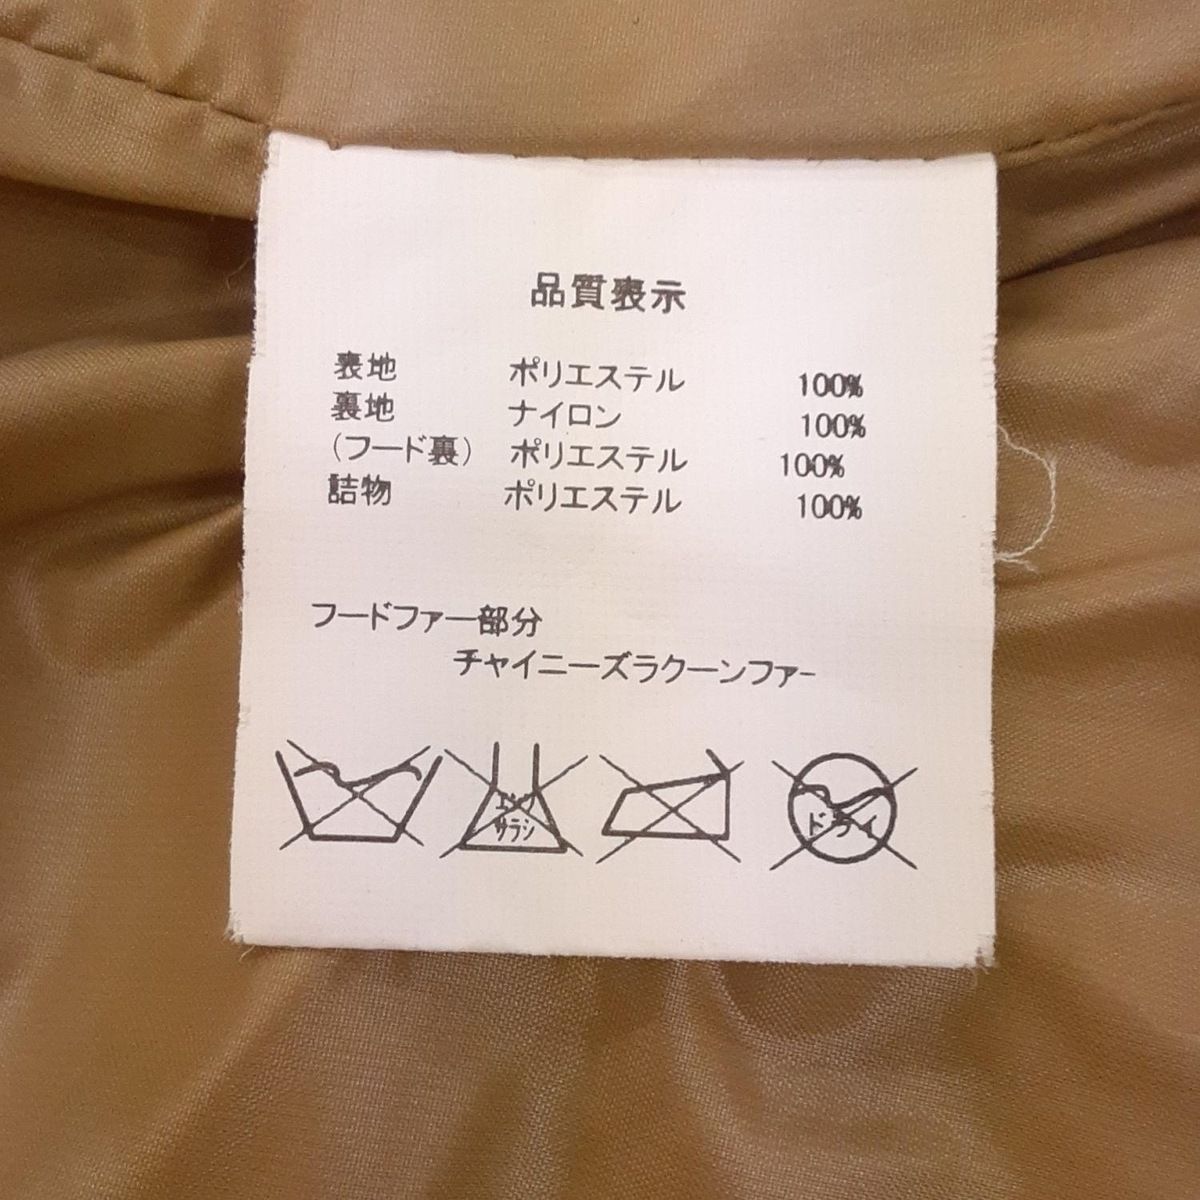 品質表示
表地 ポリエステル 100%
裏地 ナイロン 100%
(フード裏) ポリエステル 100%
詰物 ポリエステル 100%
フードファー部分
チャイニーズラクーンファー
エンソ
サラシ
ドライ